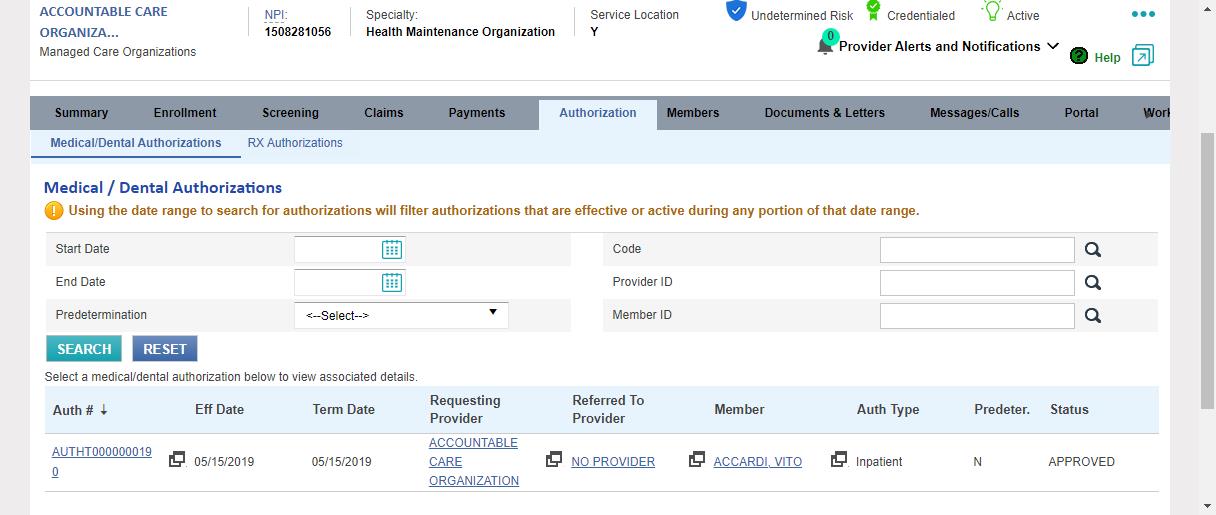 ACCOUNTABLE CARE
ORGANIZA...
Managed Care Organizations
NPI:
1508281056
Specialty:
Health Maintenance Organization
Service Location
Y
Undetermined Risk
Credentialed
Active
0
Provider Alerts and Notifications
Help
Summary Enrollment Screening Claims Payments Authorization Members Documents & Letters Messages/Calls Portal
Medical/Dental Authorizations RX Authorizations
Medical / Dental Authorizations
Using the date range to search for authorizations will filter authorizations that are effective or active during any portion of that date range.
Start Date Code
End Date Provider ID
Predetermination <--Select--> Member ID
SEARCH RESET
Select a medical/dental authorization below to view associated details.
Auth # Eff Date Term Date Requesting Provider Referred To Provider Member Auth Type Predeter. Status
AUTHT0000000190 05/15/2019 05/15/2019 ACCOUNTABLE CARE ORGANIZATION NO PROVIDER ACCARDI, VITO Inpatient N APPROVED